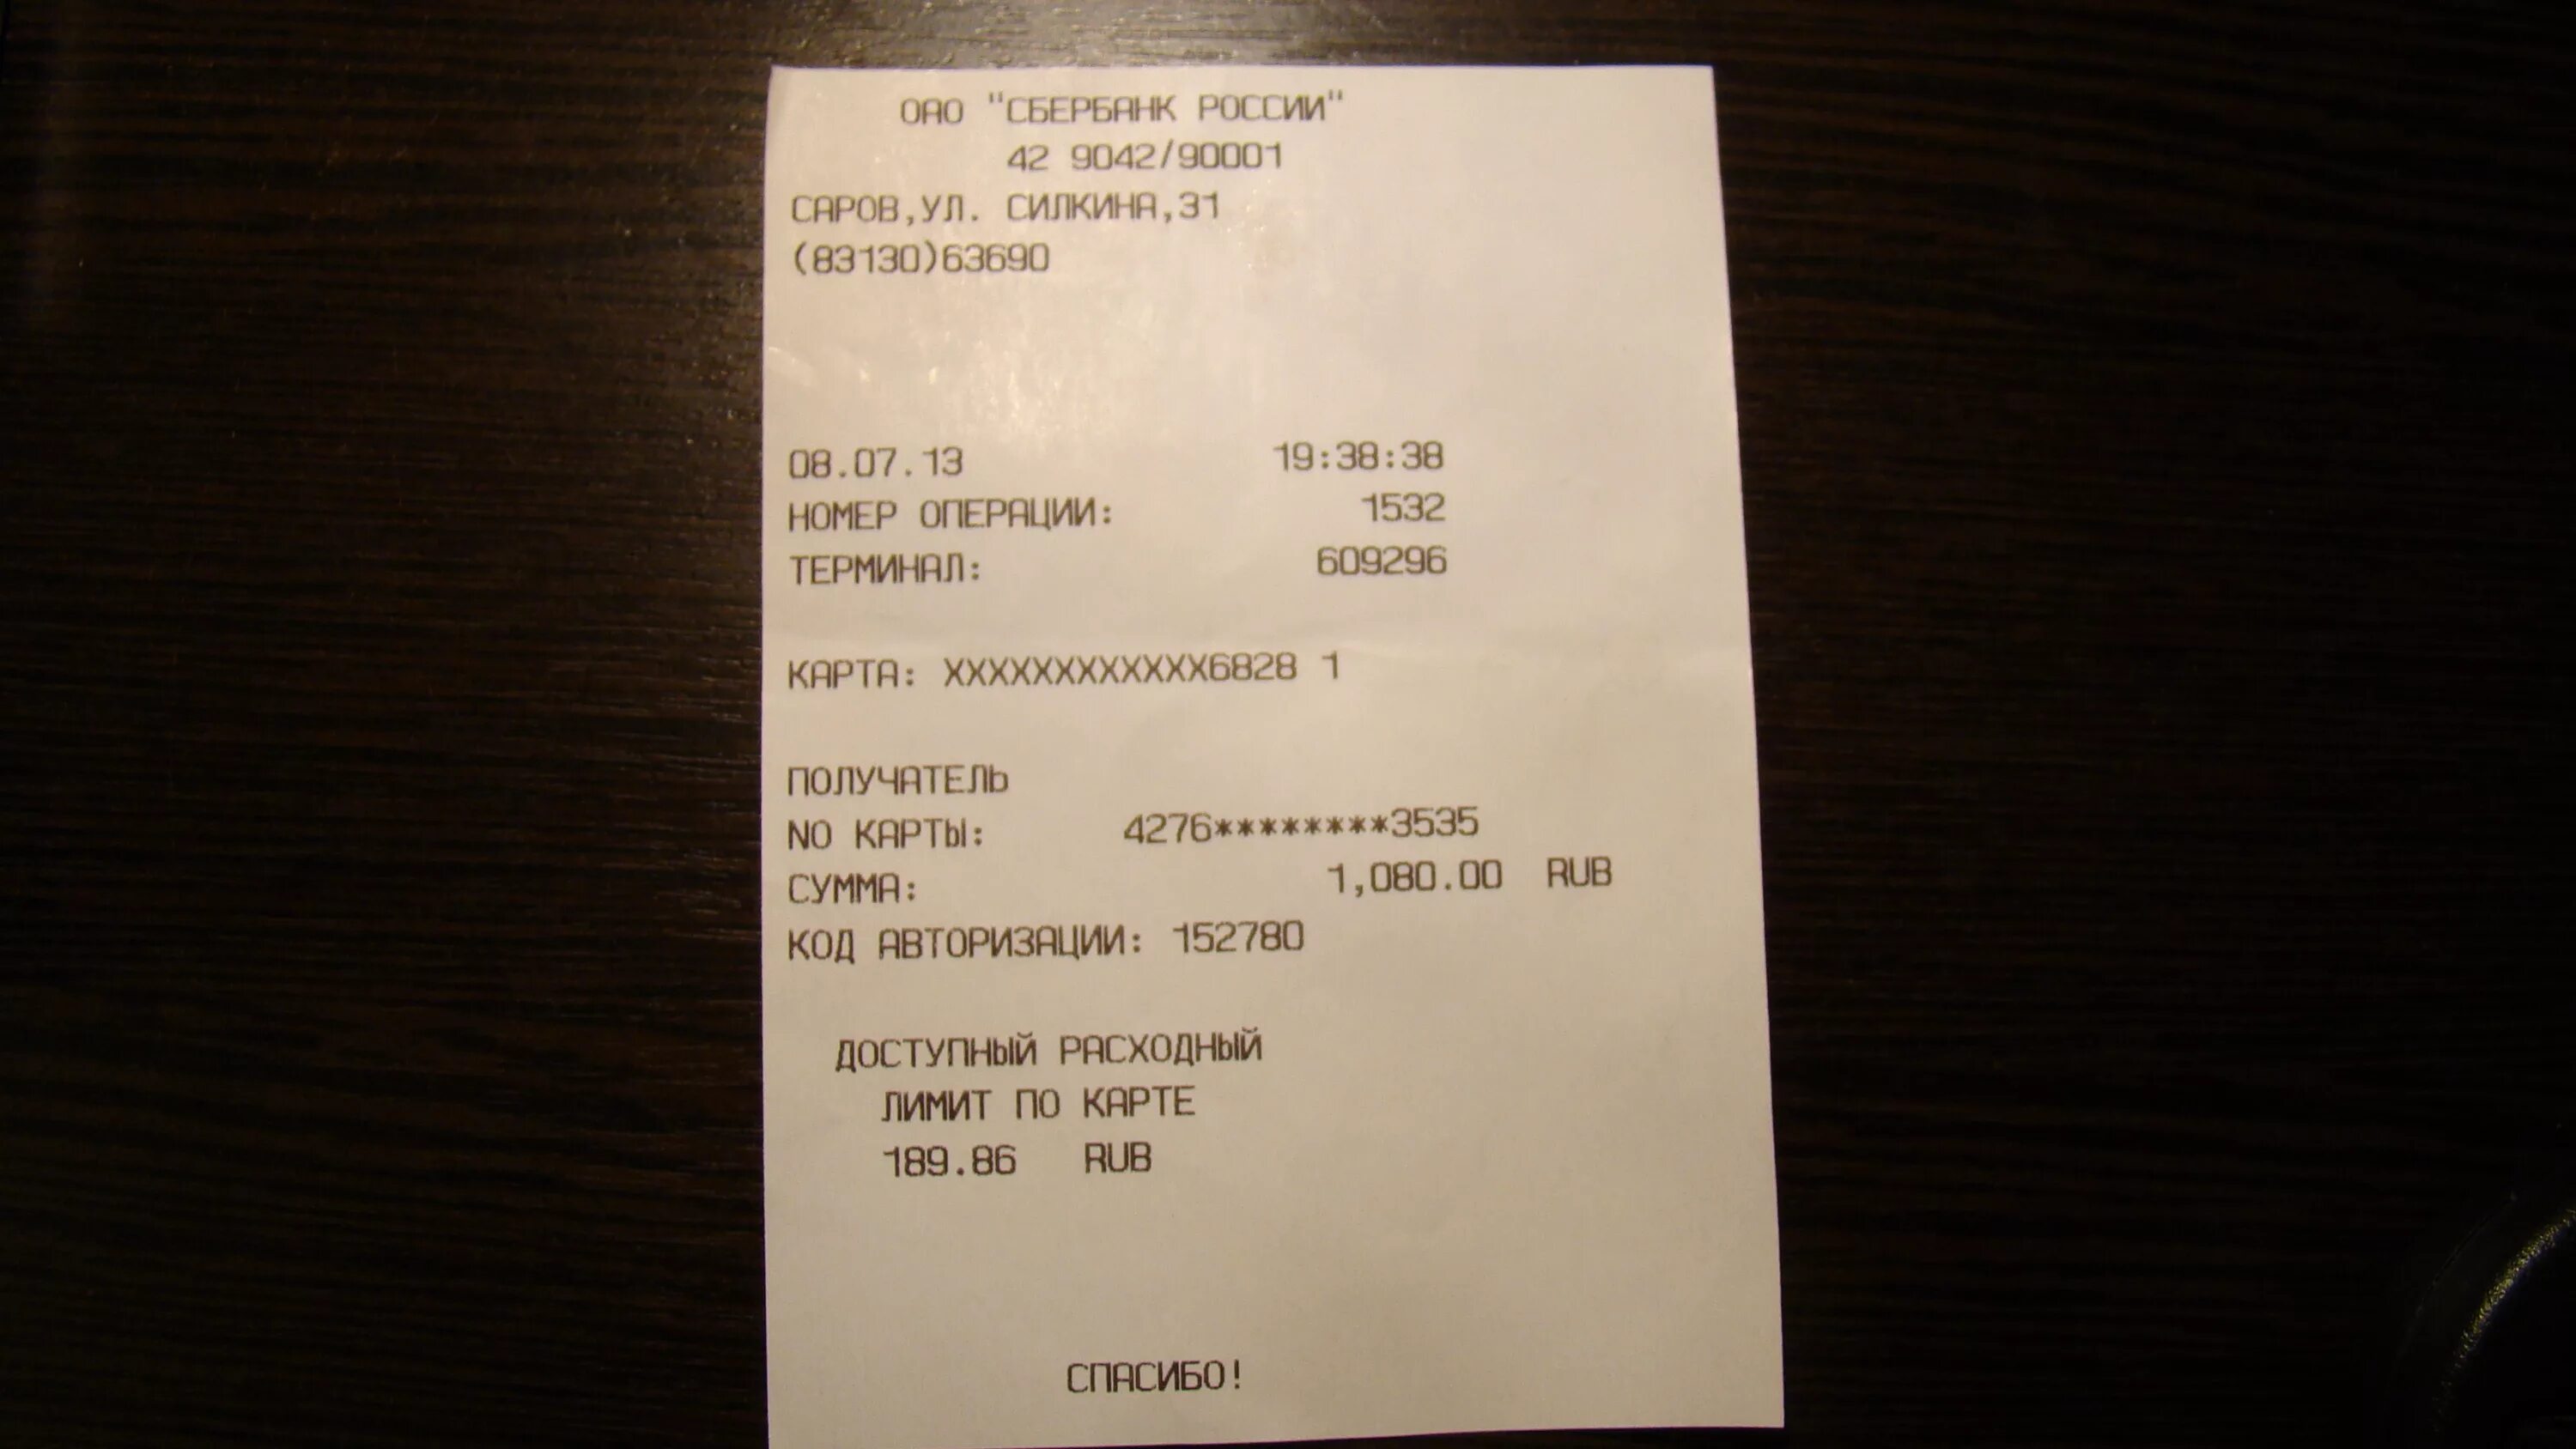 ОАО "СБЕРБАНК РОССИИ"
42 9042/90001
САРОВ,УЛ. СИЛКИНА,31
(83130)63690
08.07.13 19:38:38
НОМЕР ОПЕРАЦИИ: 1532
ТЕРМИНАЛ: 609296
КАРТА: XXXXXXXXXXXX6828 1
ПОЛУЧАТЕЛЬ
NO КАРТЫ: 4276********3535
СУММА: 1,080.00 RUB
КОД АВТОРИЗАЦИИ: 152780
ДОСТУПНЫЙ РАСХОДНЫЙ
ЛИМИТ ПО КАРТЕ
189.86 RUB
СПАСИБО!